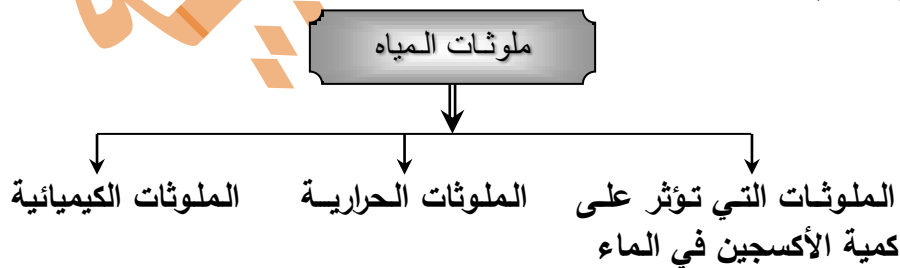 ملوثات المياه
الملوثات التي تؤثر على كمية الأكسجين في الماء
الملوثات الحرارية
الملوثات الكيميائية